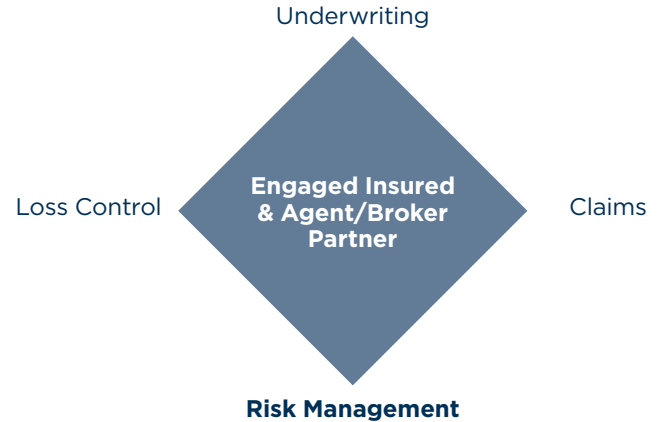 Underwriting
Loss Control
Engaged Insured
& Agent/Broker
Partner
Claims
Risk Management